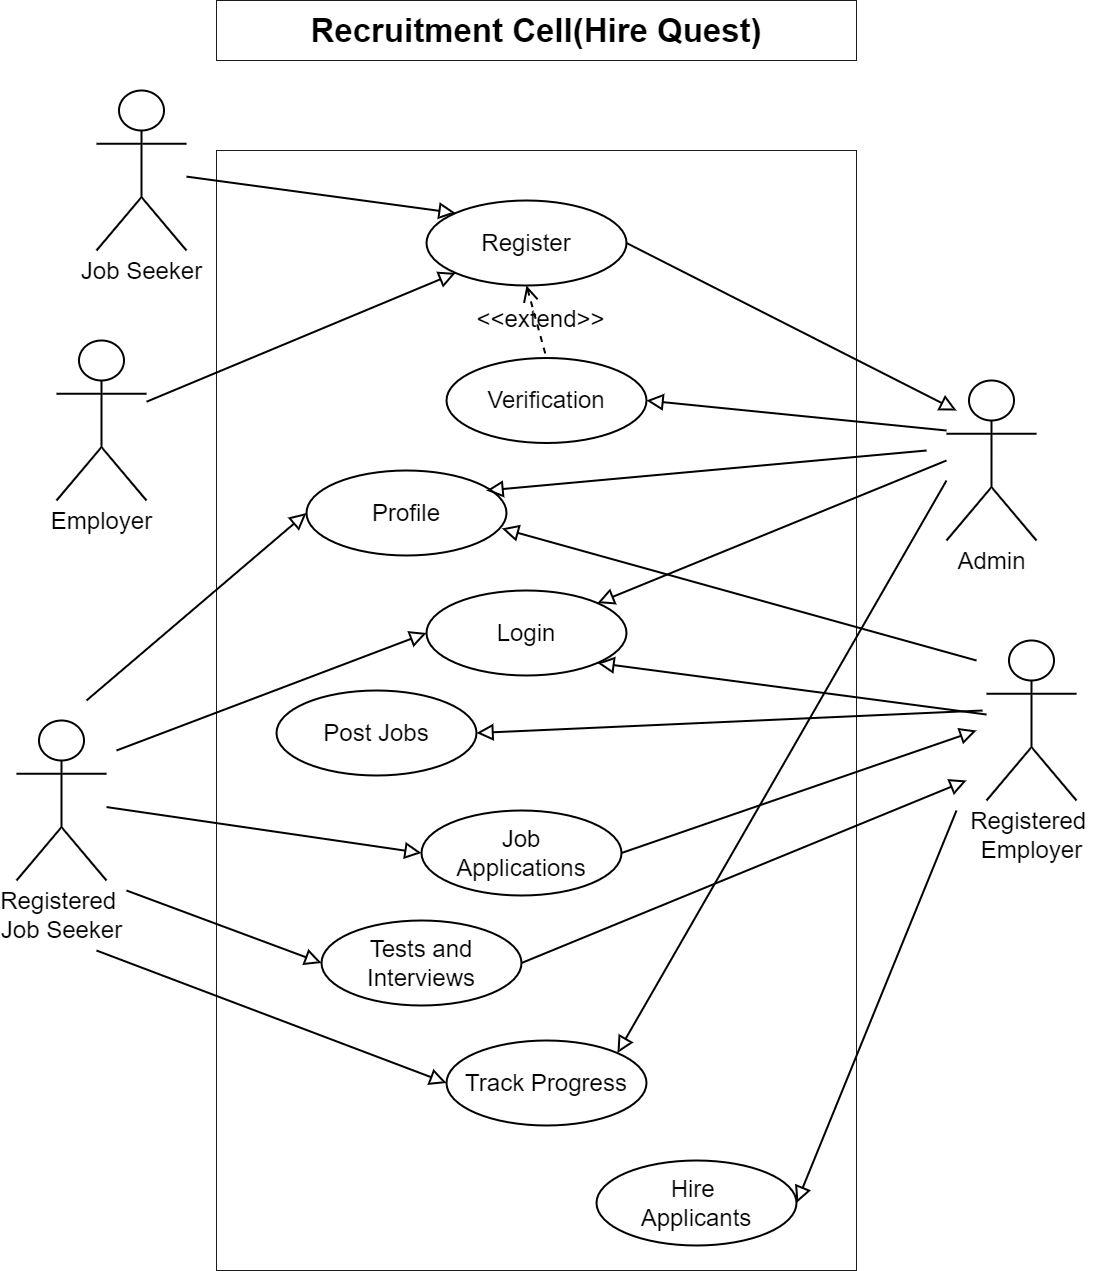 Recruitment Cell(Hire Quest)
Job Seeker
Register
<<extend>>
Employer
Verification
Admin
Profile
Login
Post Jobs
Registered
Employer
Job
Applications
Registered
Job Seeker
Tests and
Interviews
Track Progress
Hire
Applicants